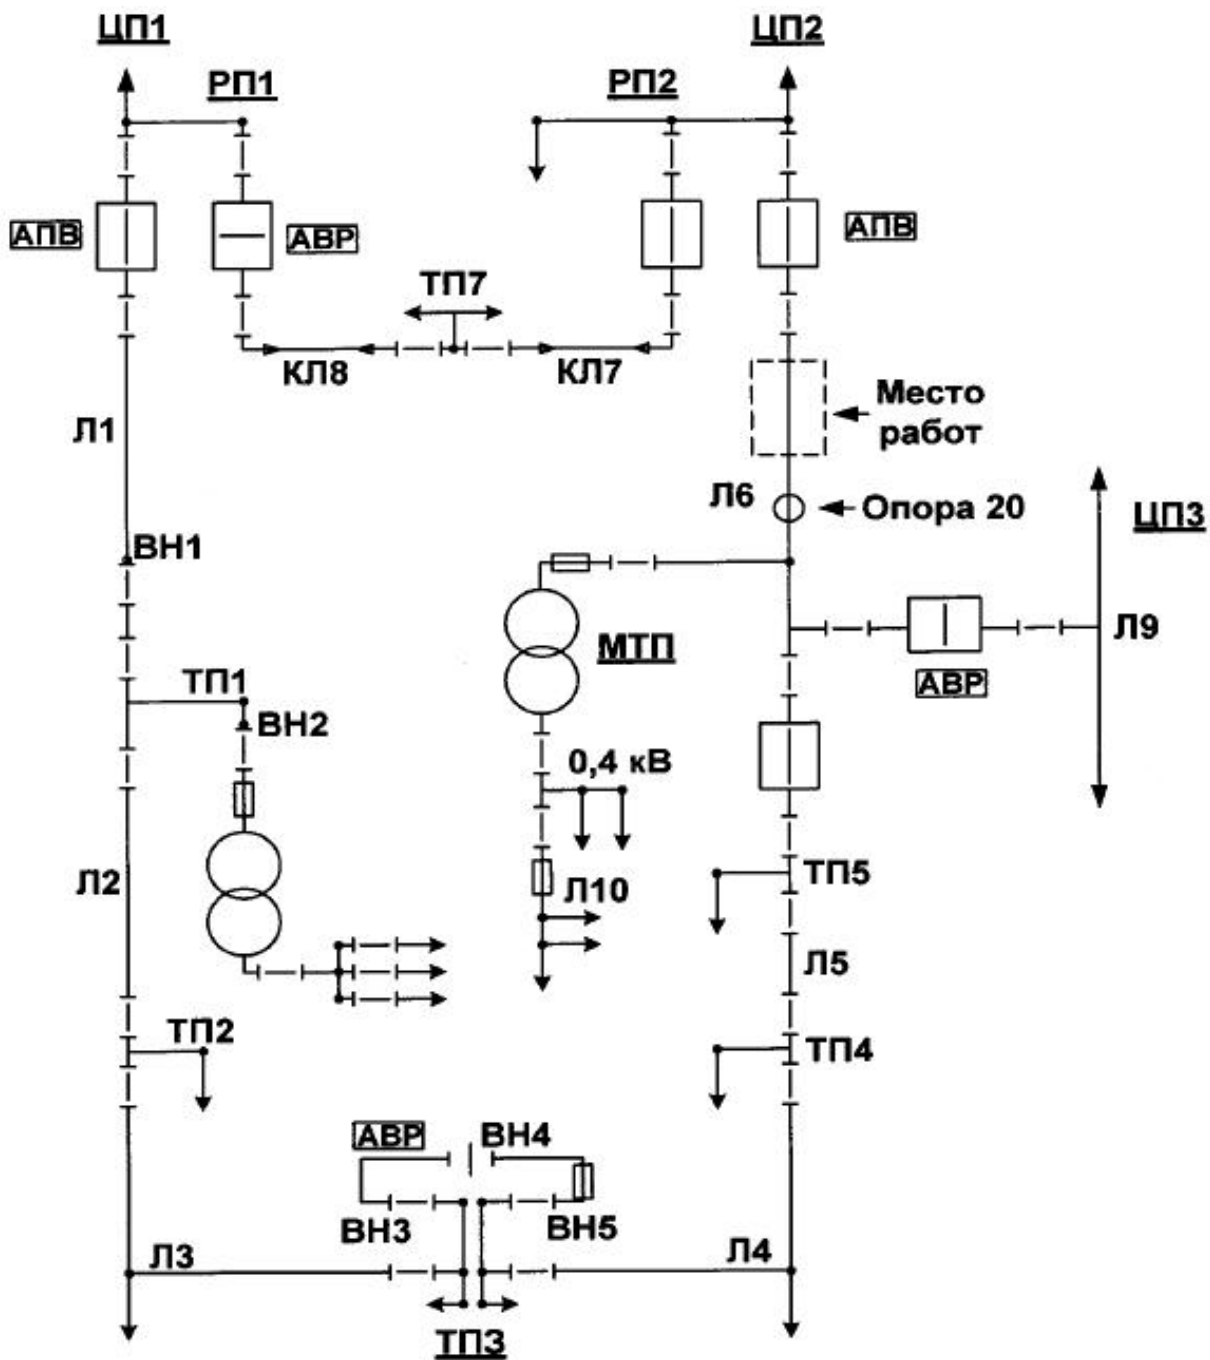 ЦП1
ЦП2
РП1
РП2
АПВ
АВР
АПВ
ТП7
КЛ8
КЛ7
Место
работ
Л1
Л6
Опора 20
ЦП3
ВН1
МТП
Л9
АВР
ТП1
ВН2
0,4 кВ
Л2
Л10
ТП5
Л5
ТП2
ТП4
АВР
ВН4
ВН3
ВН5
Л3
Л4
ТП3